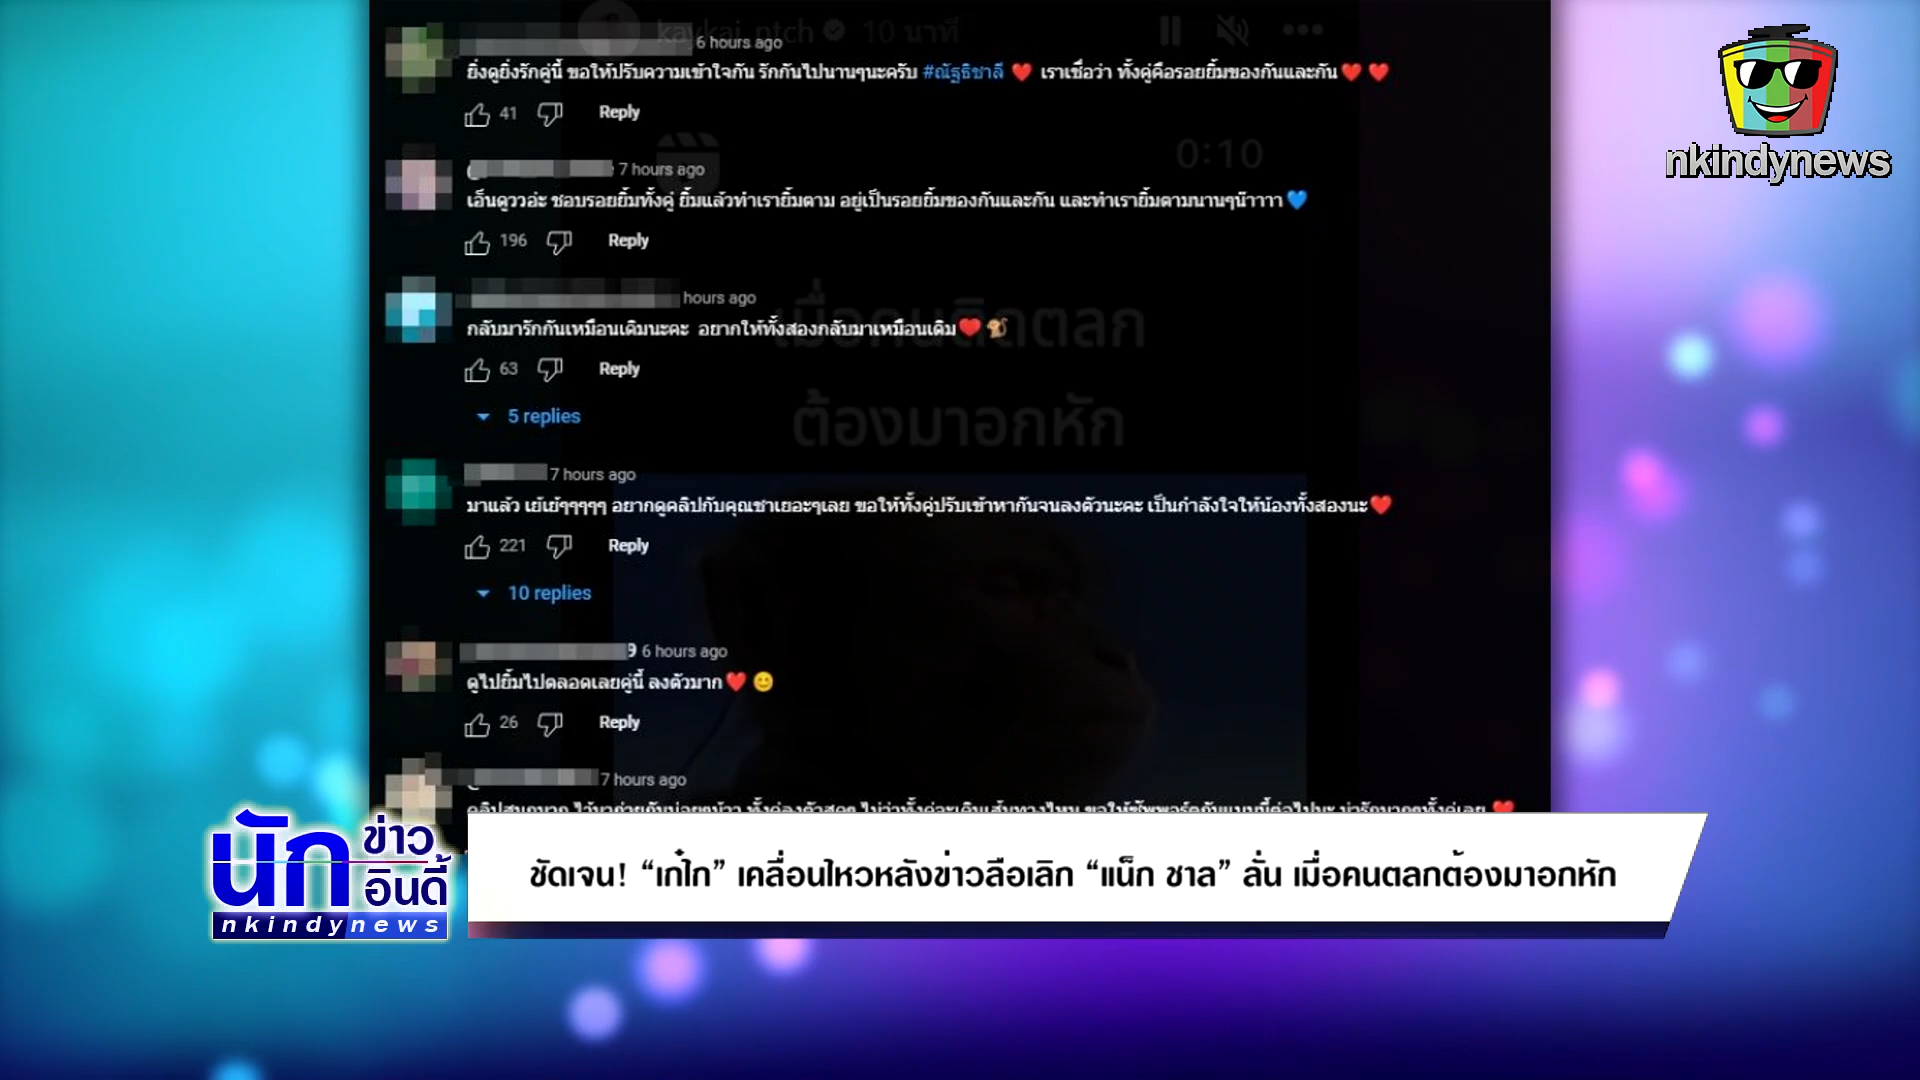 kaykai_ntch 10 นาที
6 hours ago
ยิ่งดูยิ่งรักคู่นี้ ขอให้ปรับความเข้าใจกัน รักกันไปนานๆนะครับ #ณัฐธิชาลี ❤️ เราเชื่อว่า ทั้งคู่คือรอยยิ้มของกันและกัน❤️ ❤️
41 Reply
0:10
7 hours ago
เอ็นดูววอ่ะ ชอบรอยยิ้มทั้งคู่ ยิ้มแล้วทำเรายิ้มตาม อยู่เป็นรอยยิ้มของกันและกัน และทำเรายิ้มตามนานๆน๊าาาา💙
196 Reply
hours ago
กลับมารักกันเหมือนเดิมนะคะ อยากให้ทั้งสองกลับมาเหมือนเดิม❤️🐒
เมื่อคนติดตลก
63 Reply
5 replies
ต้องมาอกหัก
7 hours ago
มาแล้ว เย้เย้ๆๆๆๆๆ อยากดูคลิปกับคุณชาเยอะๆเลย ขอให้ทั้งคู่ปรับเข้าหากันจนลงตัวนะคะ เป็นกำลังใจให้น้องทั้งสองนะ❤️
221 Reply
10 replies
9 6 hours ago
ดูไปยิ้มไปตลอดเลยคู่นี้ ลงตัวมาก❤️ 😊
26 Reply
7 hours ago
ชัดเจน! “เก๋ไก” เคลื่อนไหวหลังข่าวลือเลิก “แน็ก ชาล” ลั่น เมื่อคนตลกต้องมาอกหัก
นักข่าวอินดี้
nkindynews
nkindynews